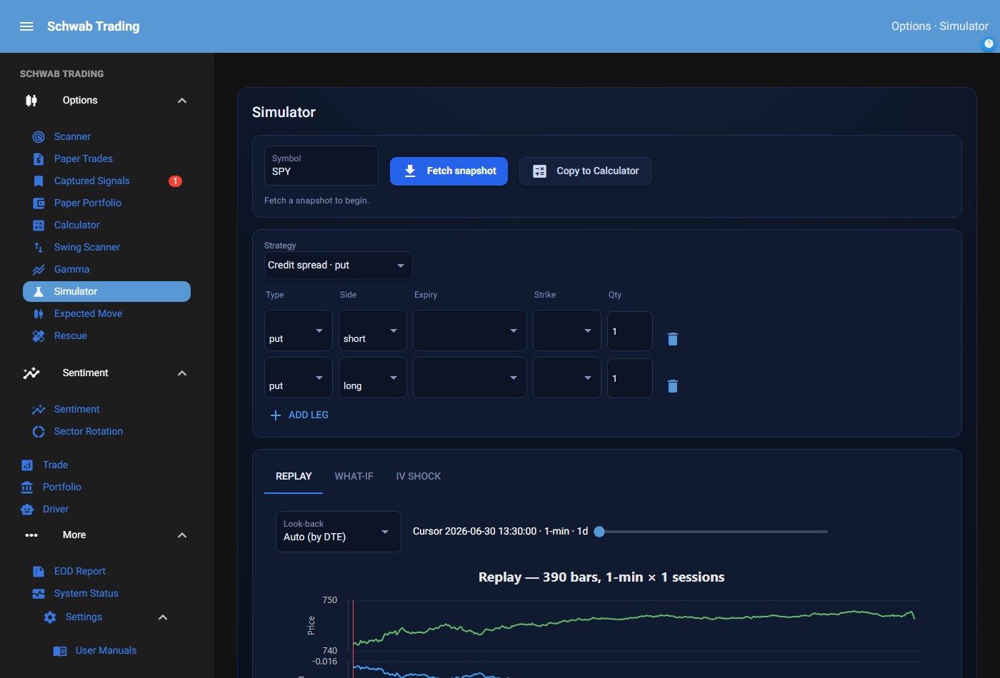 Schwab Trading
Options · Simulator
?
SCHWAB TRADING
Options
Scanner
Paper Trades
Captured Signals 1
Paper Portfolio
Calculator
Swing Scanner
Gamma
Simulator
Expected Move
Rescue
Sentiment
Sentiment
Sector Rotation
Trade
Portfolio
Driver
More
EOD Report
System Status
Settings
User Manuals
Simulator
Symbol
SPY
Fetch snapshot
Copy to Calculator
Fetch a snapshot to begin.
Strategy
Credit spread · put
Type Side Expiry Strike Qty
put short 1
put long 1
ADD LEG
REPLAY WHAT-IF IV SHOCK
Look-back
Auto (by DTE)
Cursor 2026-06-30 13:30:00 · 1-min · 1d
Replay — 390 bars, 1-min × 1 sessions
750
Price
740
-0.016